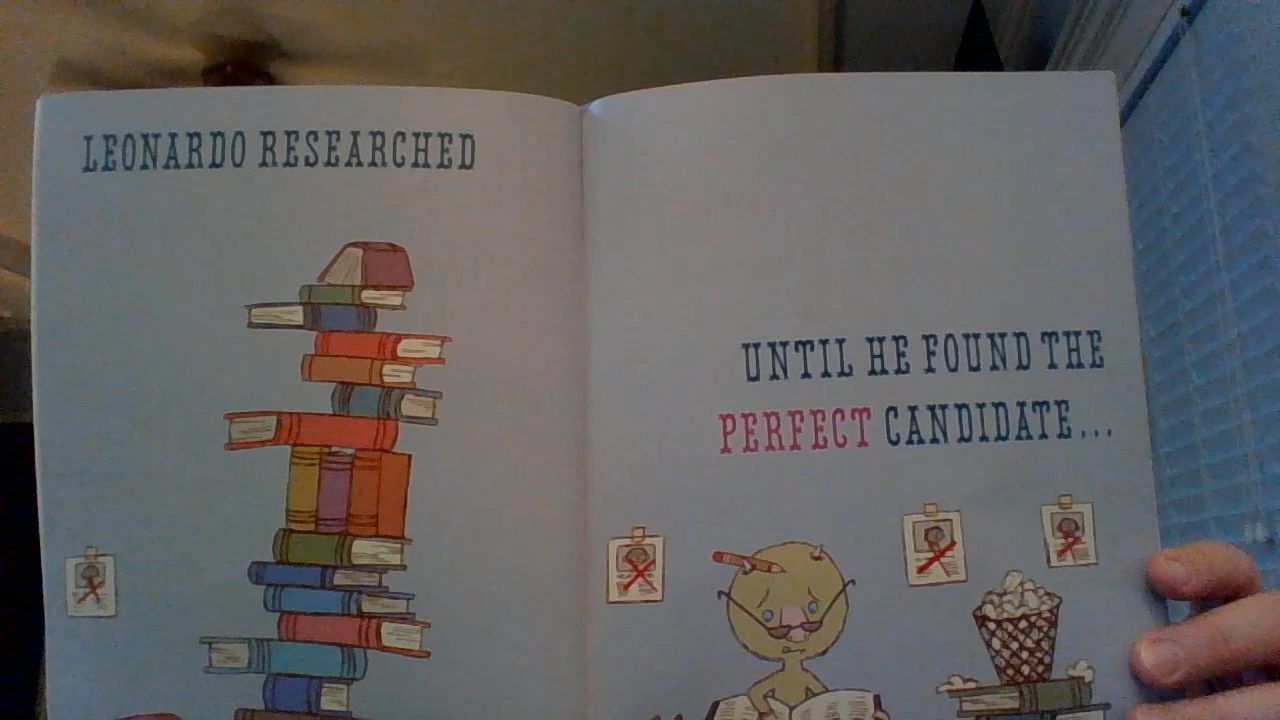 LEONARDO RESEARCHED
UNTIL HE FOUND THE
PERFECT CANDIDATE...